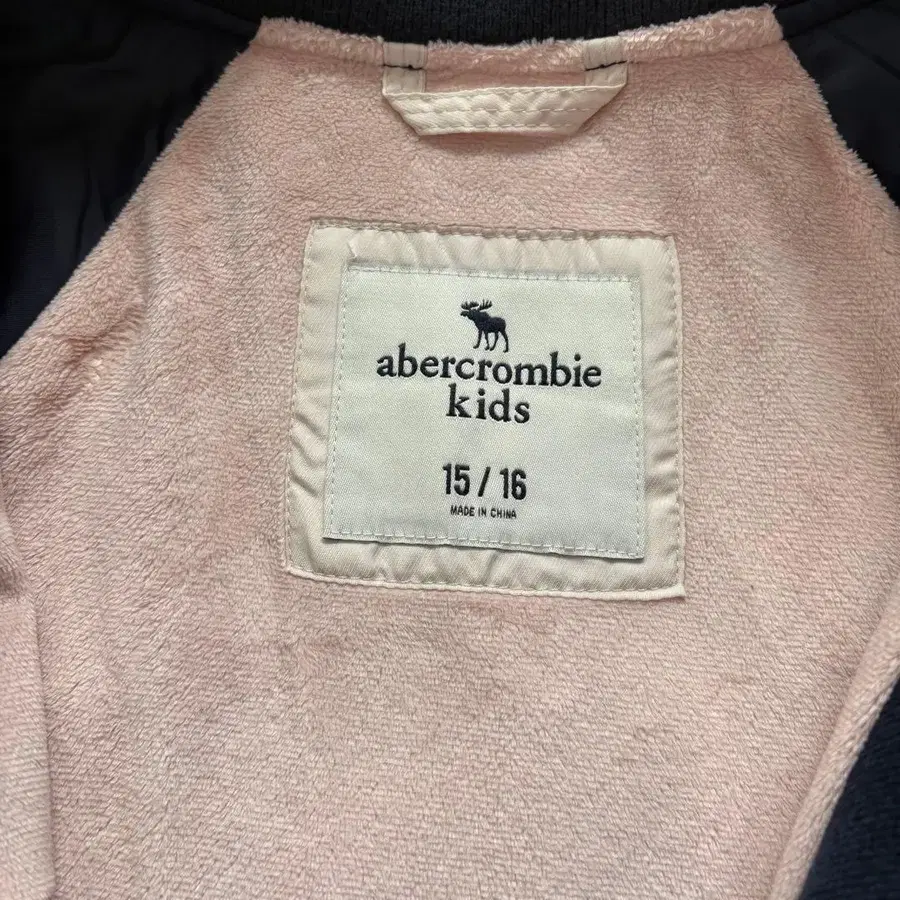 abercrombie
kids
15 / 16
MADE IN CHINA